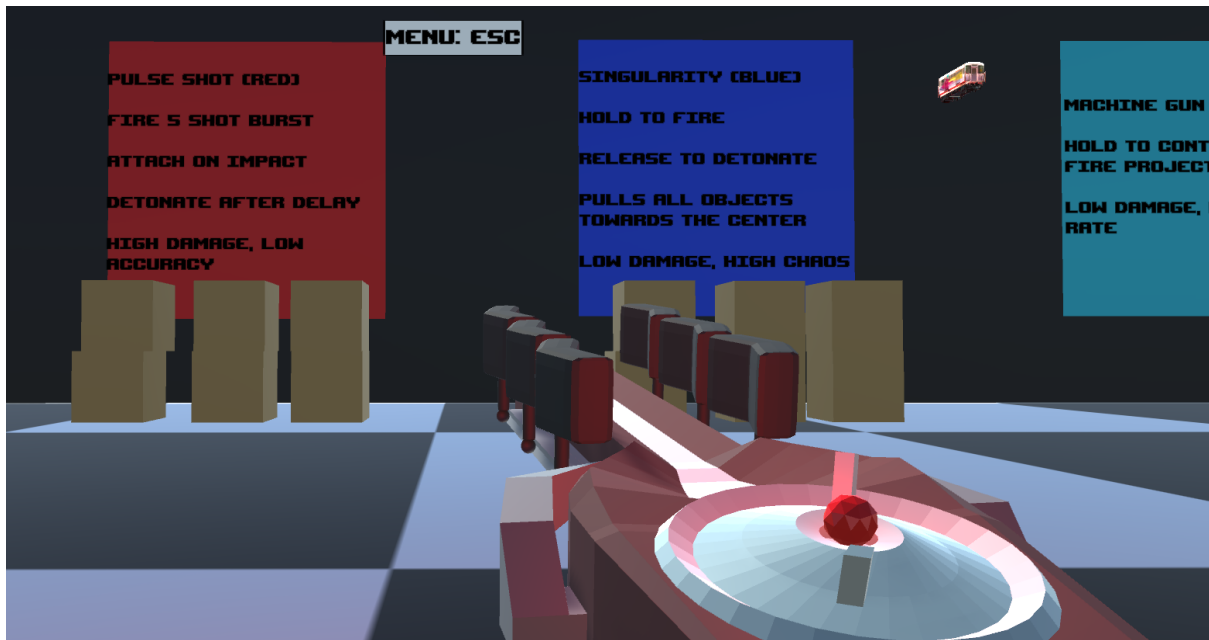 MENU: ESC
PULSE SHOT (RED)
FIRE 5 SHOT BURST
ATTACH ON IMPACT
DETONATE AFTER DELAY
HIGH DAMAGE, LOW
ACCURACY
SINGULARITY (BLUE)
HOLD TO FIRE
RELEASE TO DETONATE
PULLS ALL OBJECTS
TOWARDS THE CENTER
LOW DAMAGE, HIGH CHAOS
MACHINE GUN
HOLD TO
FIRE
LOW DAMAGE,
RATE